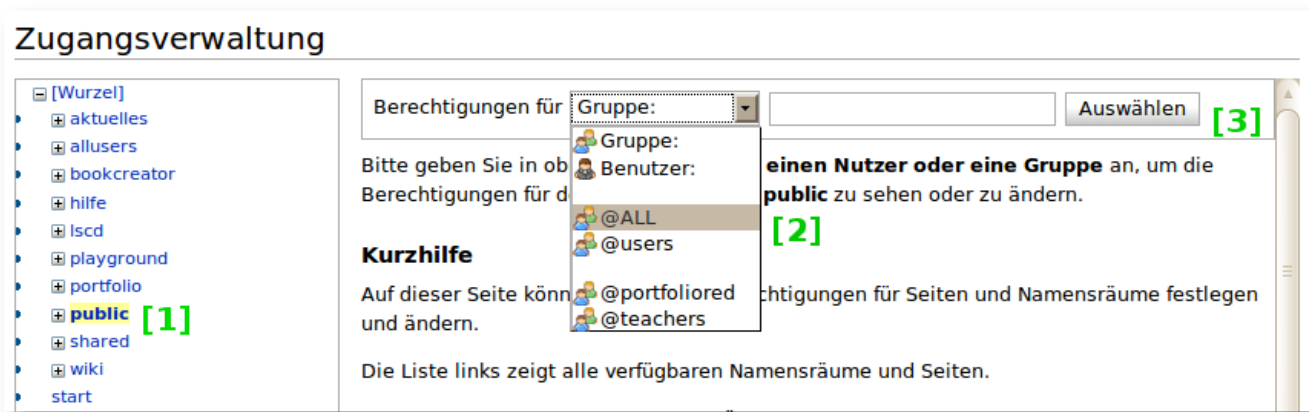 Zugangsverwaltung
[Wurzel]
aktuelles
allusers
bookcreator
hilfe
lscd
playground
portfolio
public [1]
shared
wiki
start
Berechtigungen für Gruppe: Auswählen [3]
Gruppe:
Benutzer:
@ALL
@users
@portfoliored
@teachers
[2]
Bitte geben Sie in ob einen Nutzer oder eine Gruppe an, um die
Berechtigungen für d public zu sehen oder zu ändern.
Kurzhilfe
Auf dieser Seite könn chtigungen für Seiten und Namensräume festlegen
und ändern.
Die Liste links zeigt alle verfügbaren Namensräume und Seiten.